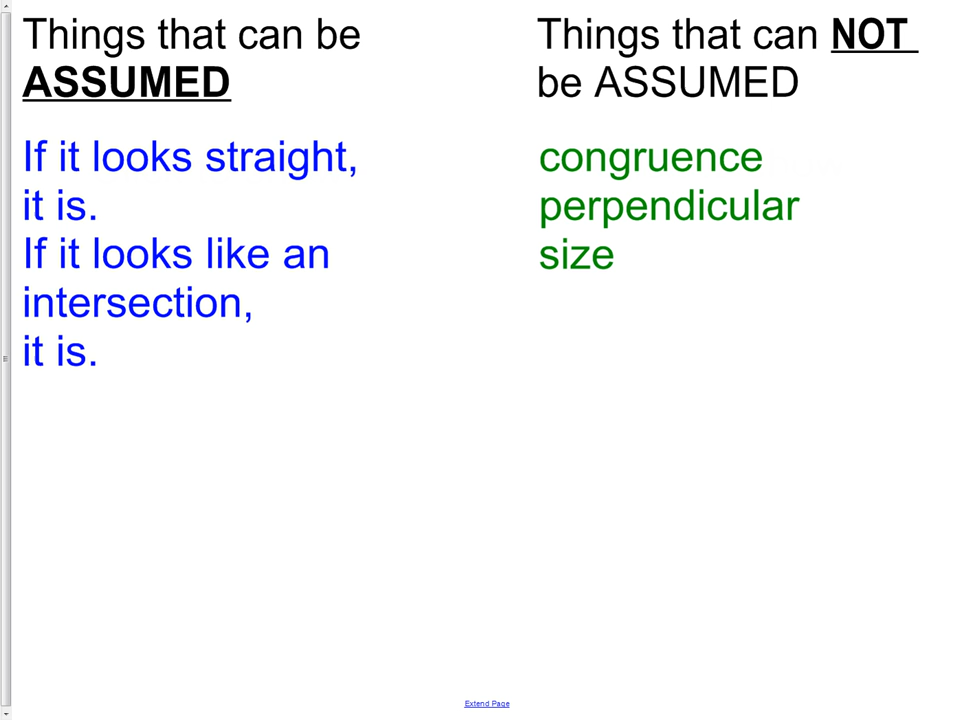 Things that can be
ASSUMED
If it looks straight,
it is.
If it looks like an
intersection,
it is.
Things that can NOT
be ASSUMED
congruence
perpendicular
size
Extend Page